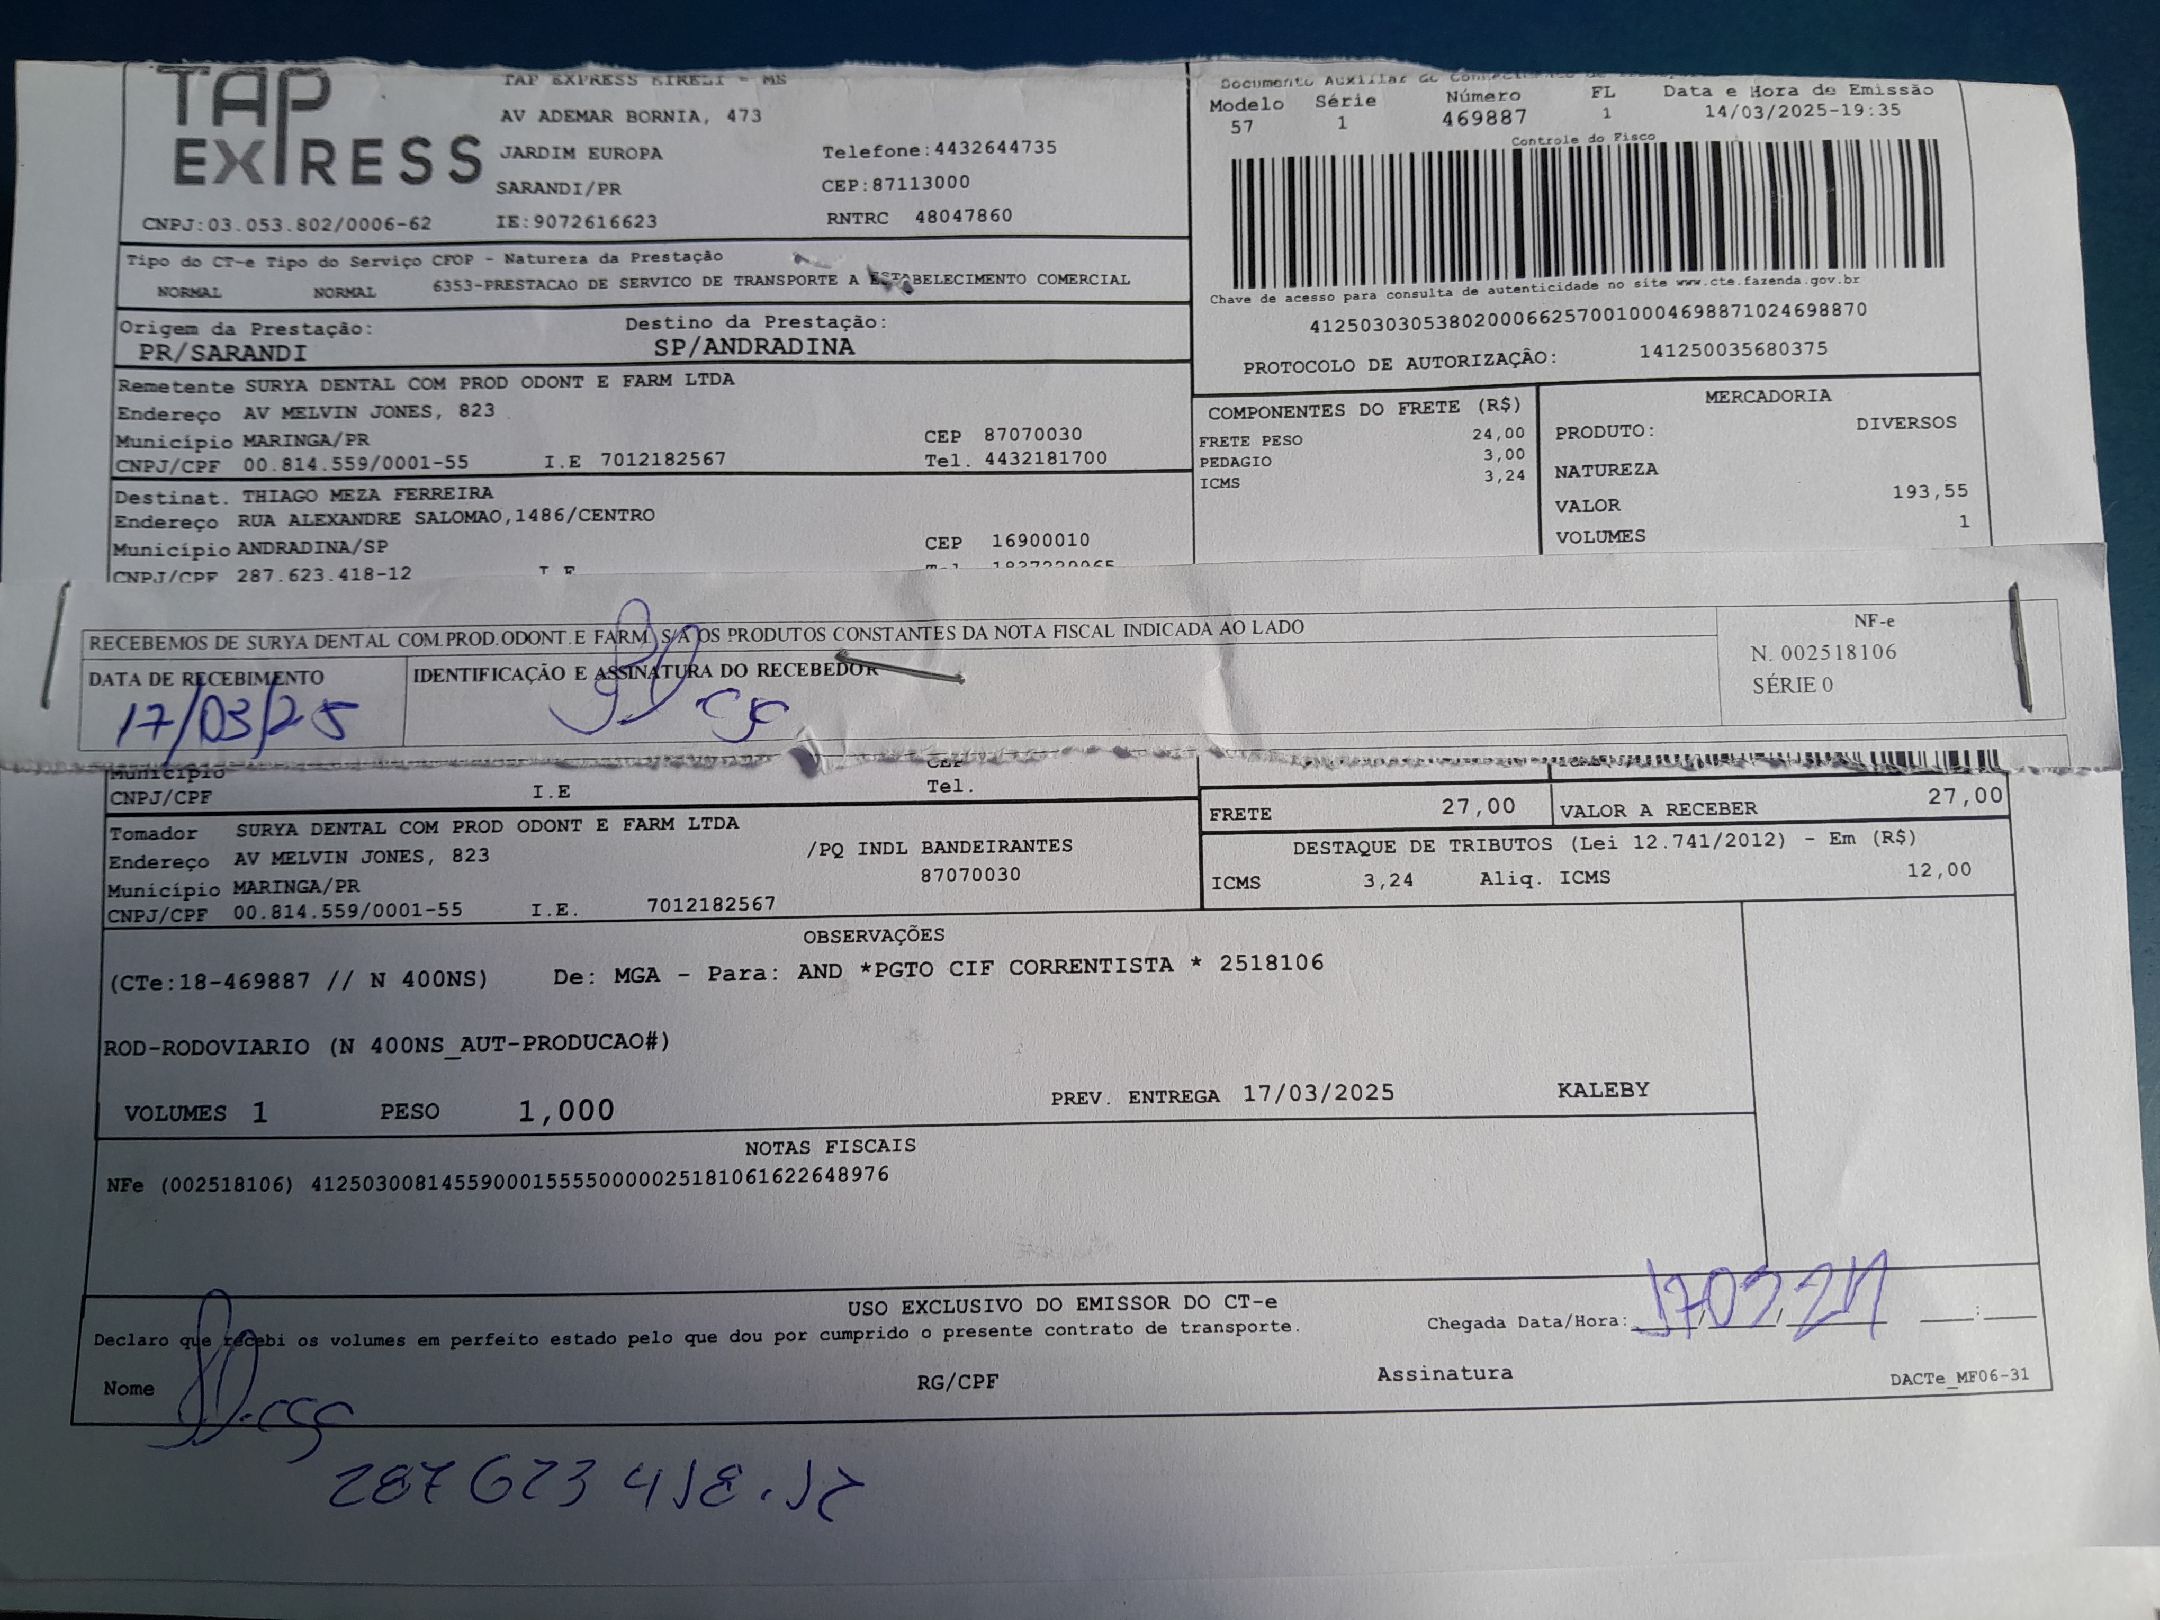 TAP EXPRESS
TAP EXPRESS EIRELI - MS
AV ADEMAR BORNIA, 473
JARDIM EUROPA
Telefone:4432644735
SARANDI/PR
CEP:87113000
CNPJ:03.053.802/0006-62
IE:9072616623
RNTRC 48047860
Documento Auxiliar do
Modelo Série Número FL Data e Hora de Emissão
57 1 469887 1 14/03/2025-19:35
Controle do Fisco
Chave de acesso para consulta de autenticidade no site www.cte.fazenda.gov.br
41250303053802000662570010004698871024698870
PROTOCOLO DE AUTORIZAÇÃO: 141250035680375
Tipo do CT-e Tipo do Serviço CFOP - Natureza da Prestação
NORMAL NORMAL 6353-PRESTACAO DE SERVICO DE TRANSPORTE A ESTABELECIMENTO COMERCIAL
Origem da Prestação: Destino da Prestação:
PR/SARANDI SP/ANDRADINA
Remetente SURYA DENTAL COM PROD ODONT E FARM LTDA
Endereço AV MELVIN JONES, 823
Município MARINGA/PR CEP 87070030
CNPJ/CPF 00.814.559/0001-55 I.E 7012182567 Tel. 4432181700
COMPONENTES DO FRETE (R$)
FRETE PESO 24,00
PEDAGIO 3,00
ICMS 3,24
MERCADORIA
PRODUTO: DIVERSOS
NATUREZA
VALOR 193,55
VOLUMES 1
Destinat. THIAGO MEZA FERREIRA
Endereço RUA ALEXANDRE SALOMAO,1486/CENTRO
Município ANDRADINA/SP CEP 16900010
CNPJ/CPF 287.623.418-12 I E
RECEBEMOS DE SURYA DENTAL COM.PROD.ODONT.E FARM. S/A OS PRODUTOS CONSTANTES DA NOTA FISCAL INDICADA AO LADO
DATA DE RECEBIMENTO IDENTIFICAÇÃO E ASSINATURA DO RECEBEDOR
17/03/25
NF-e
N. 002518106
SÉRIE 0
Município CEP
CNPJ/CPF I.E Tel.
FRETE 27,00 VALOR A RECEBER 27,00
Tomador SURYA DENTAL COM PROD ODONT E FARM LTDA
Endereço AV MELVIN JONES, 823 /PQ INDL BANDEIRANTES
Município MARINGA/PR 87070030
CNPJ/CPF 00.814.559/0001-55 I.E. 7012182567
DESTAQUE DE TRIBUTOS (Lei 12.741/2012) - Em (R$)
ICMS 3,24 Aliq. ICMS 12,00
OBSERVAÇÕES
(CTe:18-469887 // N 400NS) De: MGA - Para: AND *PGTO CIF CORRENTISTA * 2518106
ROD-RODOVIARIO (N 400NS_AUT-PRODUCAO#)
VOLUMES 1 PESO 1,000 PREV. ENTREGA 17/03/2025 KALEBY
NOTAS FISCAIS
NFe (002518106) 41250300814559000155550000025181061622648976
USO EXCLUSIVO DO EMISSOR DO CT-e
Declaro que recebi os volumes em perfeito estado pelo que dou por cumprido o presente contrato de transporte.
Chegada Data/Hora:
Nome RG/CPF Assinatura
DACTe_MF06-31
287 623 418.12